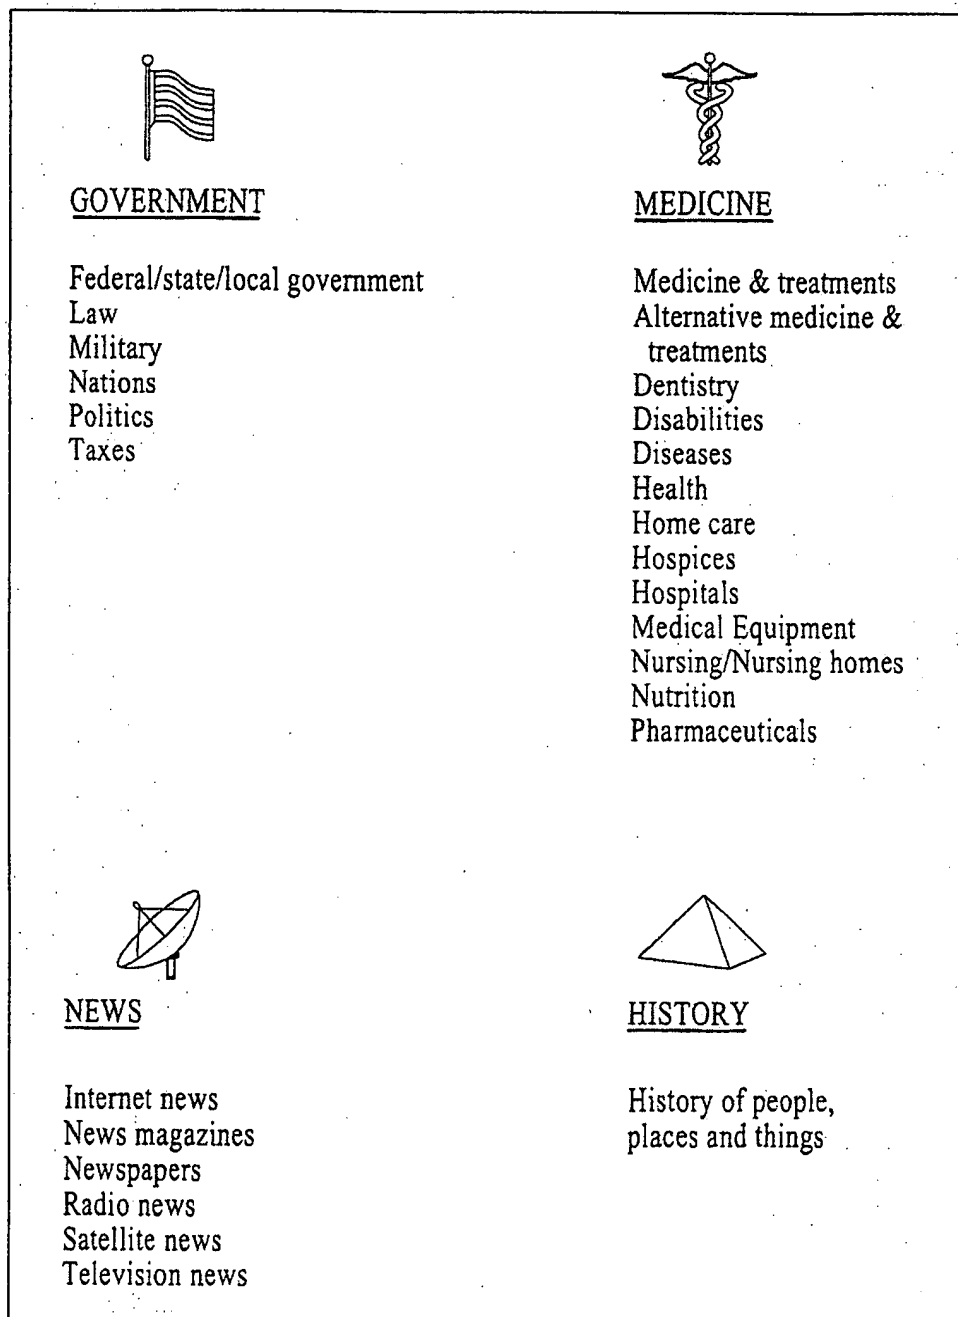 GOVERNMENT
Federal/state/local government
Law
Military
Nations
Politics
Taxes
MEDICINE
Medicine & treatments
Alternative medicine &
treatments
Dentistry
Disabilities
Diseases
Health
Home care
Hospices
Hospitals
Medical Equipment
Nursing/Nursing homes
Nutrition
Pharmaceuticals
NEWS
Internet news
News magazines
Newspapers
Radio news
Satellite news
Television news
HISTORY
History of people,
places and things